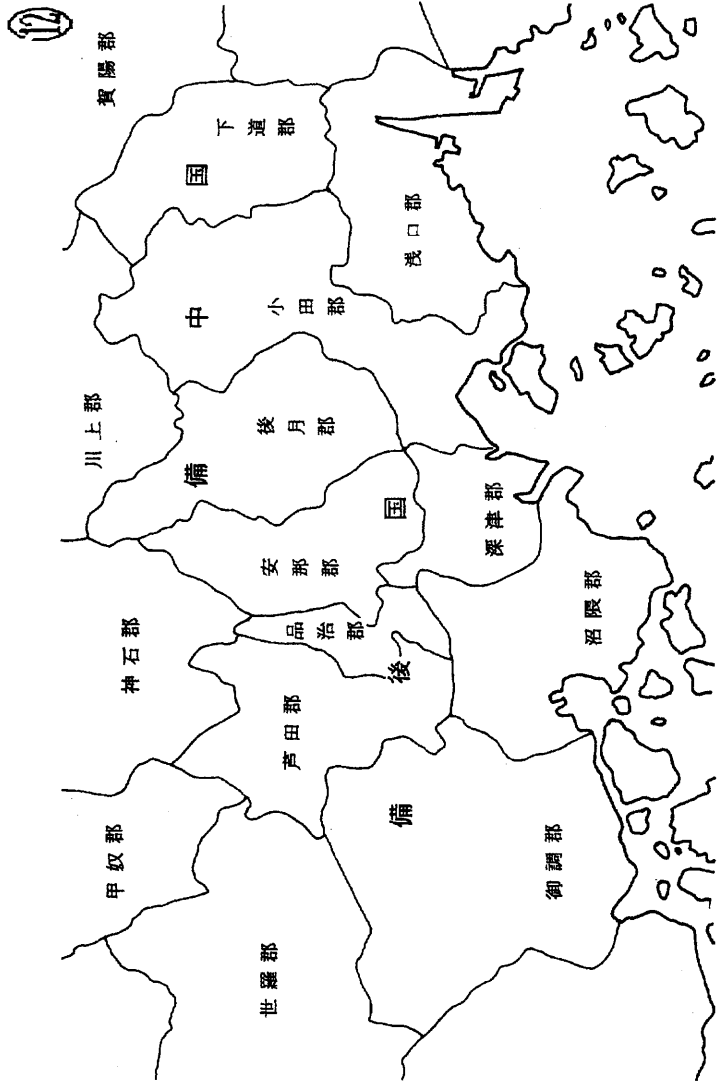 ⑫
賀陽郡
下道郡
浅口郡
小田郡
川上郡
後月郡
備中国
深津郡
安那郡
神石郡
品治郡
沼隈郡
芦田郡
備後国
甲奴郡
御調郡
世羅郡